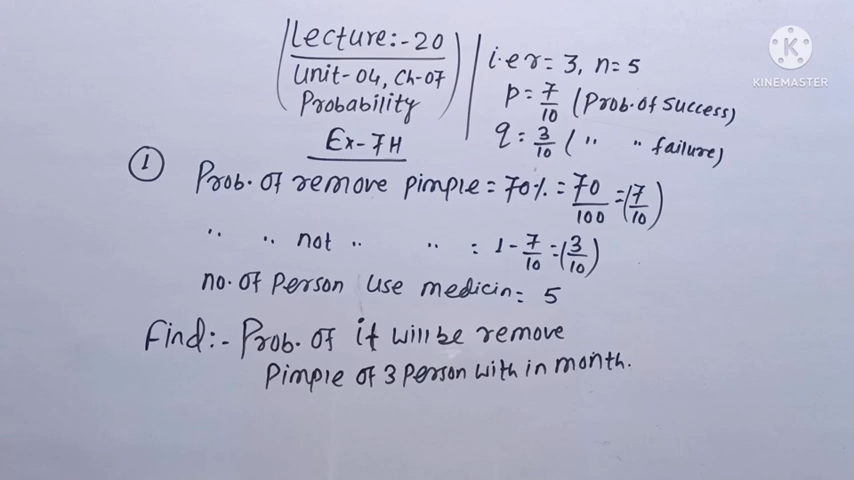 Lecture:-20
Unit-04, Ch-07
Probability
i.e r = 3, n = 5
p = 7/10 (Prob. of Success)
q = 3/10 ( " " failure)
Ex-7H
① Prob. of remove pimple = 70% = 70/100 = (7/10)
" " not " " = 1 - 7/10 = (3/10)
no. of Person Use medicin = 5
Find:- Prob. of it will be remove
Pimple of 3 Person with in month.
KINEMASTER